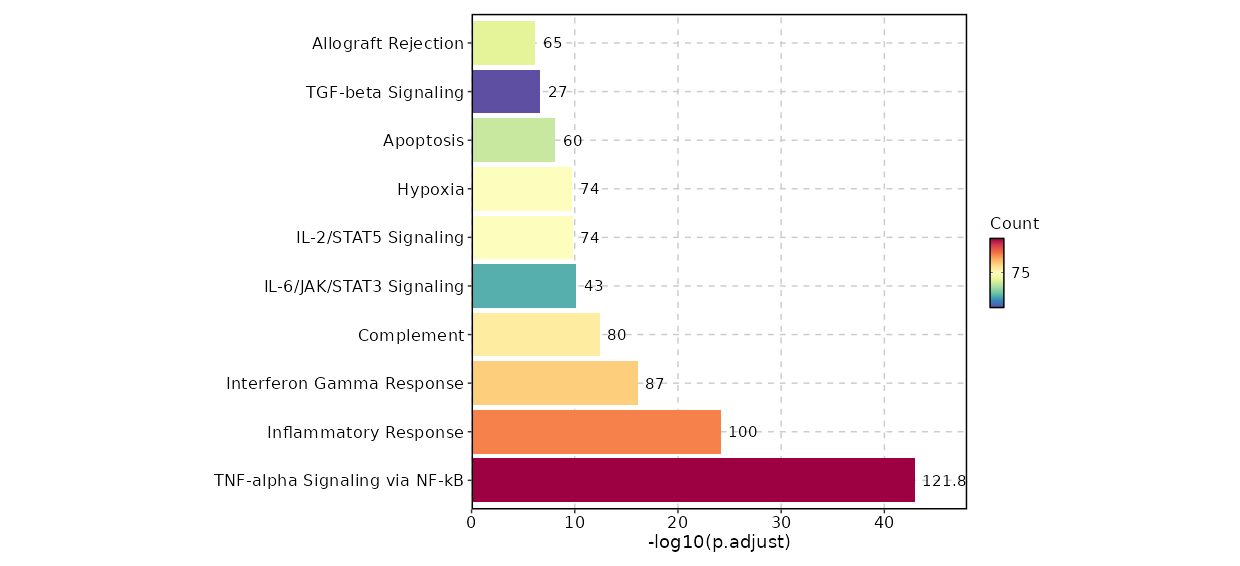 Allograft Rejection 65
TGF-beta Signaling 27
Apoptosis 60
Hypoxia 74
IL-2/STAT5 Signaling 74
IL-6/JAK/STAT3 Signaling 43
Complement 80
Interferon Gamma Response 87
Inflammatory Response 100
TNF-alpha Signaling via NF-kB 121.8
0 10 20 30 40
-log10(p.adjust)
Count
75